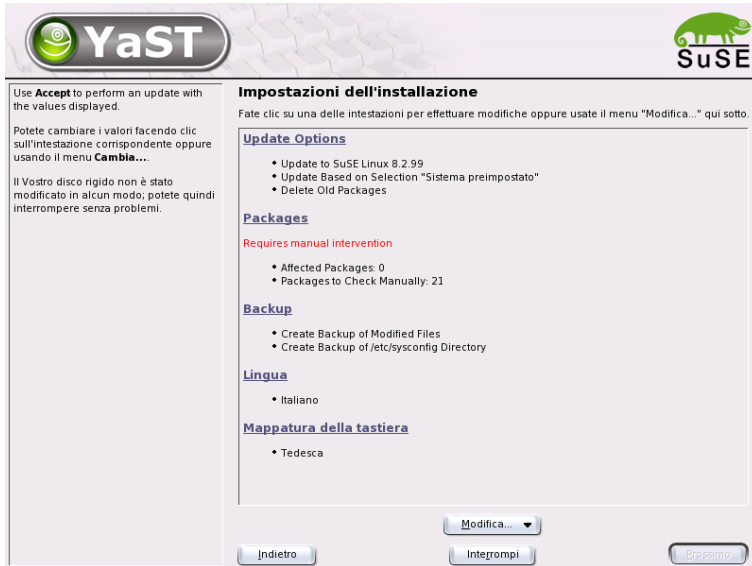 YaST
SuSE
Use Accept to perform an update with
the values displayed.
Potete cambiare i valori facendo clic
sull'intestazione corrispondente oppure
usando il menu Cambia....
Il Vostro disco rigido non è stato
modificato in alcun modo; potete quindi
interrompere senza problemi.
Impostazioni dell'installazione
Fate clic su una delle intestazioni per effettuare modifiche oppure usate il menu "Modifica..." qui sotto.
Update Options
Update to SuSE Linux 8.2.99
Update Based on Selection "Sistema preimpostato"
Delete Old Packages
Packages
Requires manual intervention
Affected Packages: 0
Packages to Check Manually: 21
Backup
Create Backup of Modified Files
Create Backup of /etc/sysconfig Directory
Lingua
Italiano
Mappatura della tastiera
Tedesca
Modifica...
Indietro
Interrompi
Prossimo